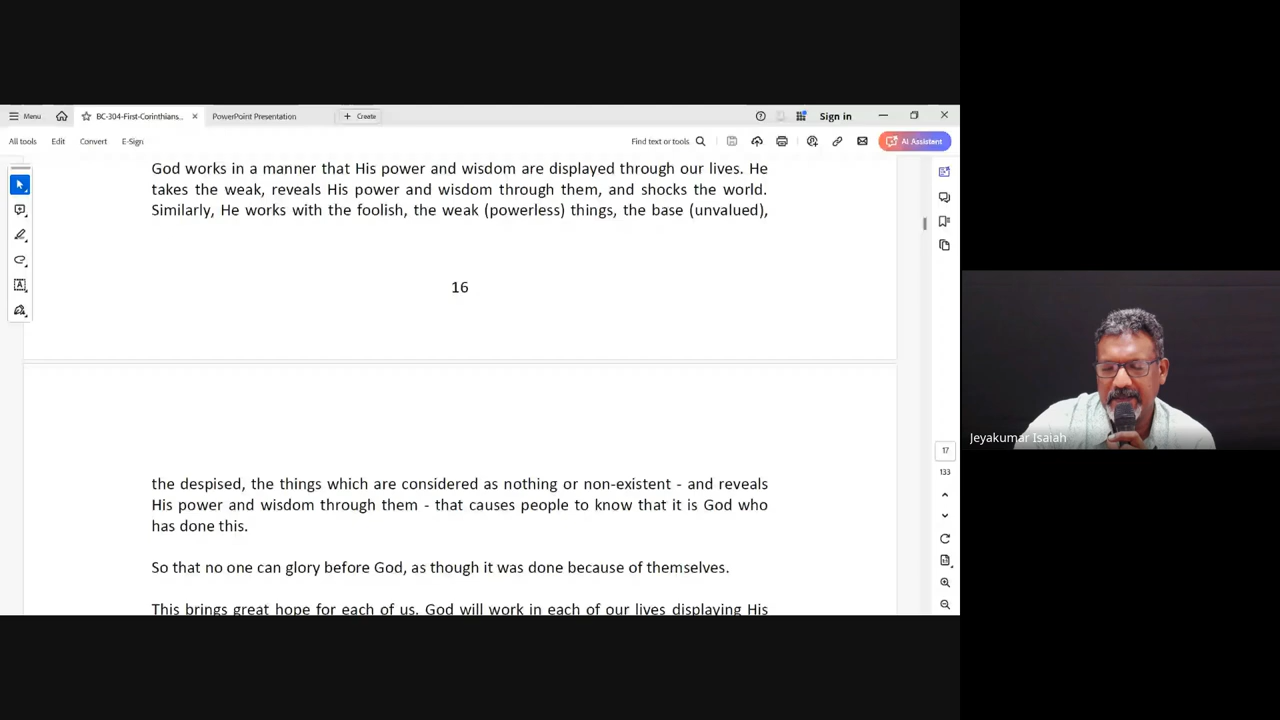 Menu
BC-304-First-Corinthians...
PowerPoint Presentation
Create
Sign in
All tools
Edit
Convert
E-Sign
Find text or tools
AI Assistant
God works in a manner that His power and wisdom are displayed through our lives. He
takes the weak, reveals His power and wisdom through them, and shocks the world.
Similarly, He works with the foolish, the weak (powerless) things, the base (unvalued),
16
the despised, the things which are considered as nothing or non-existent - and reveals
His power and wisdom through them - that causes people to know that it is God who
has done this.
So that no one can glory before God, as though it was done because of themselves.
This brings great hope for each of us. God will work in each of our lives displaying His
17
133
Jeyakumar Isaiah